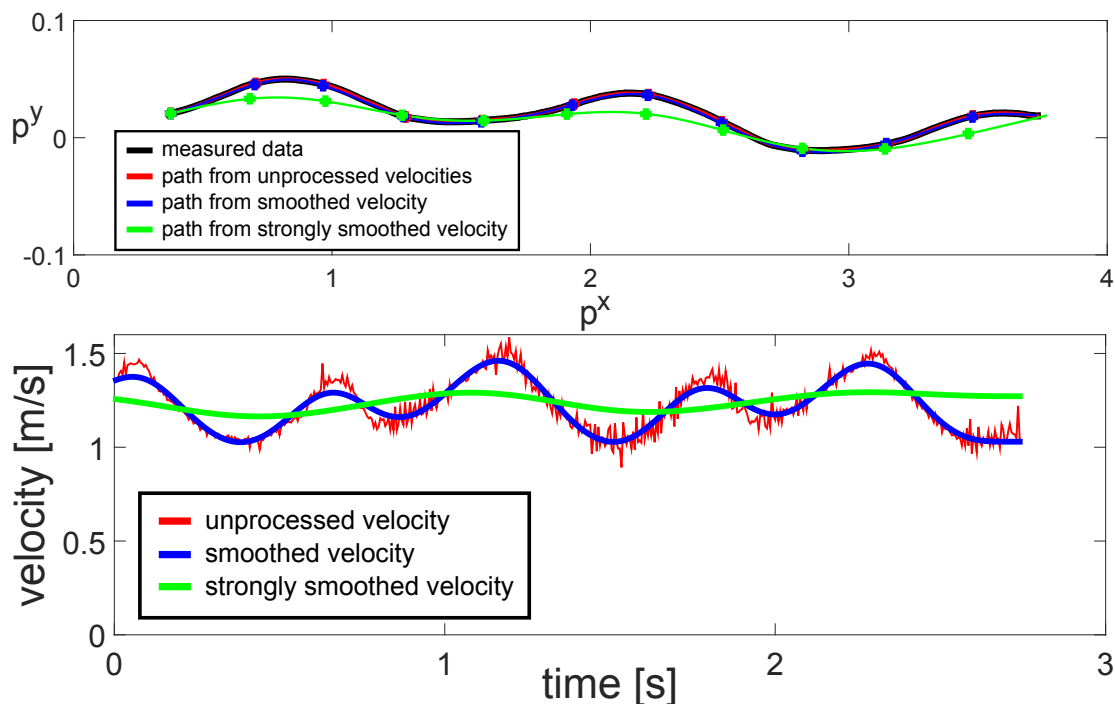 0.1
0
-0.1
p^y
measured data
path from unprocessed velocities
path from smoothed velocity
path from strongly smoothed velocity
0 1 2 3 4
p^x
1.5
1
0.5
0
velocity [m/s]
unprocessed velocity
smoothed velocity
strongly smoothed velocity
0 1 2 3
time [s]